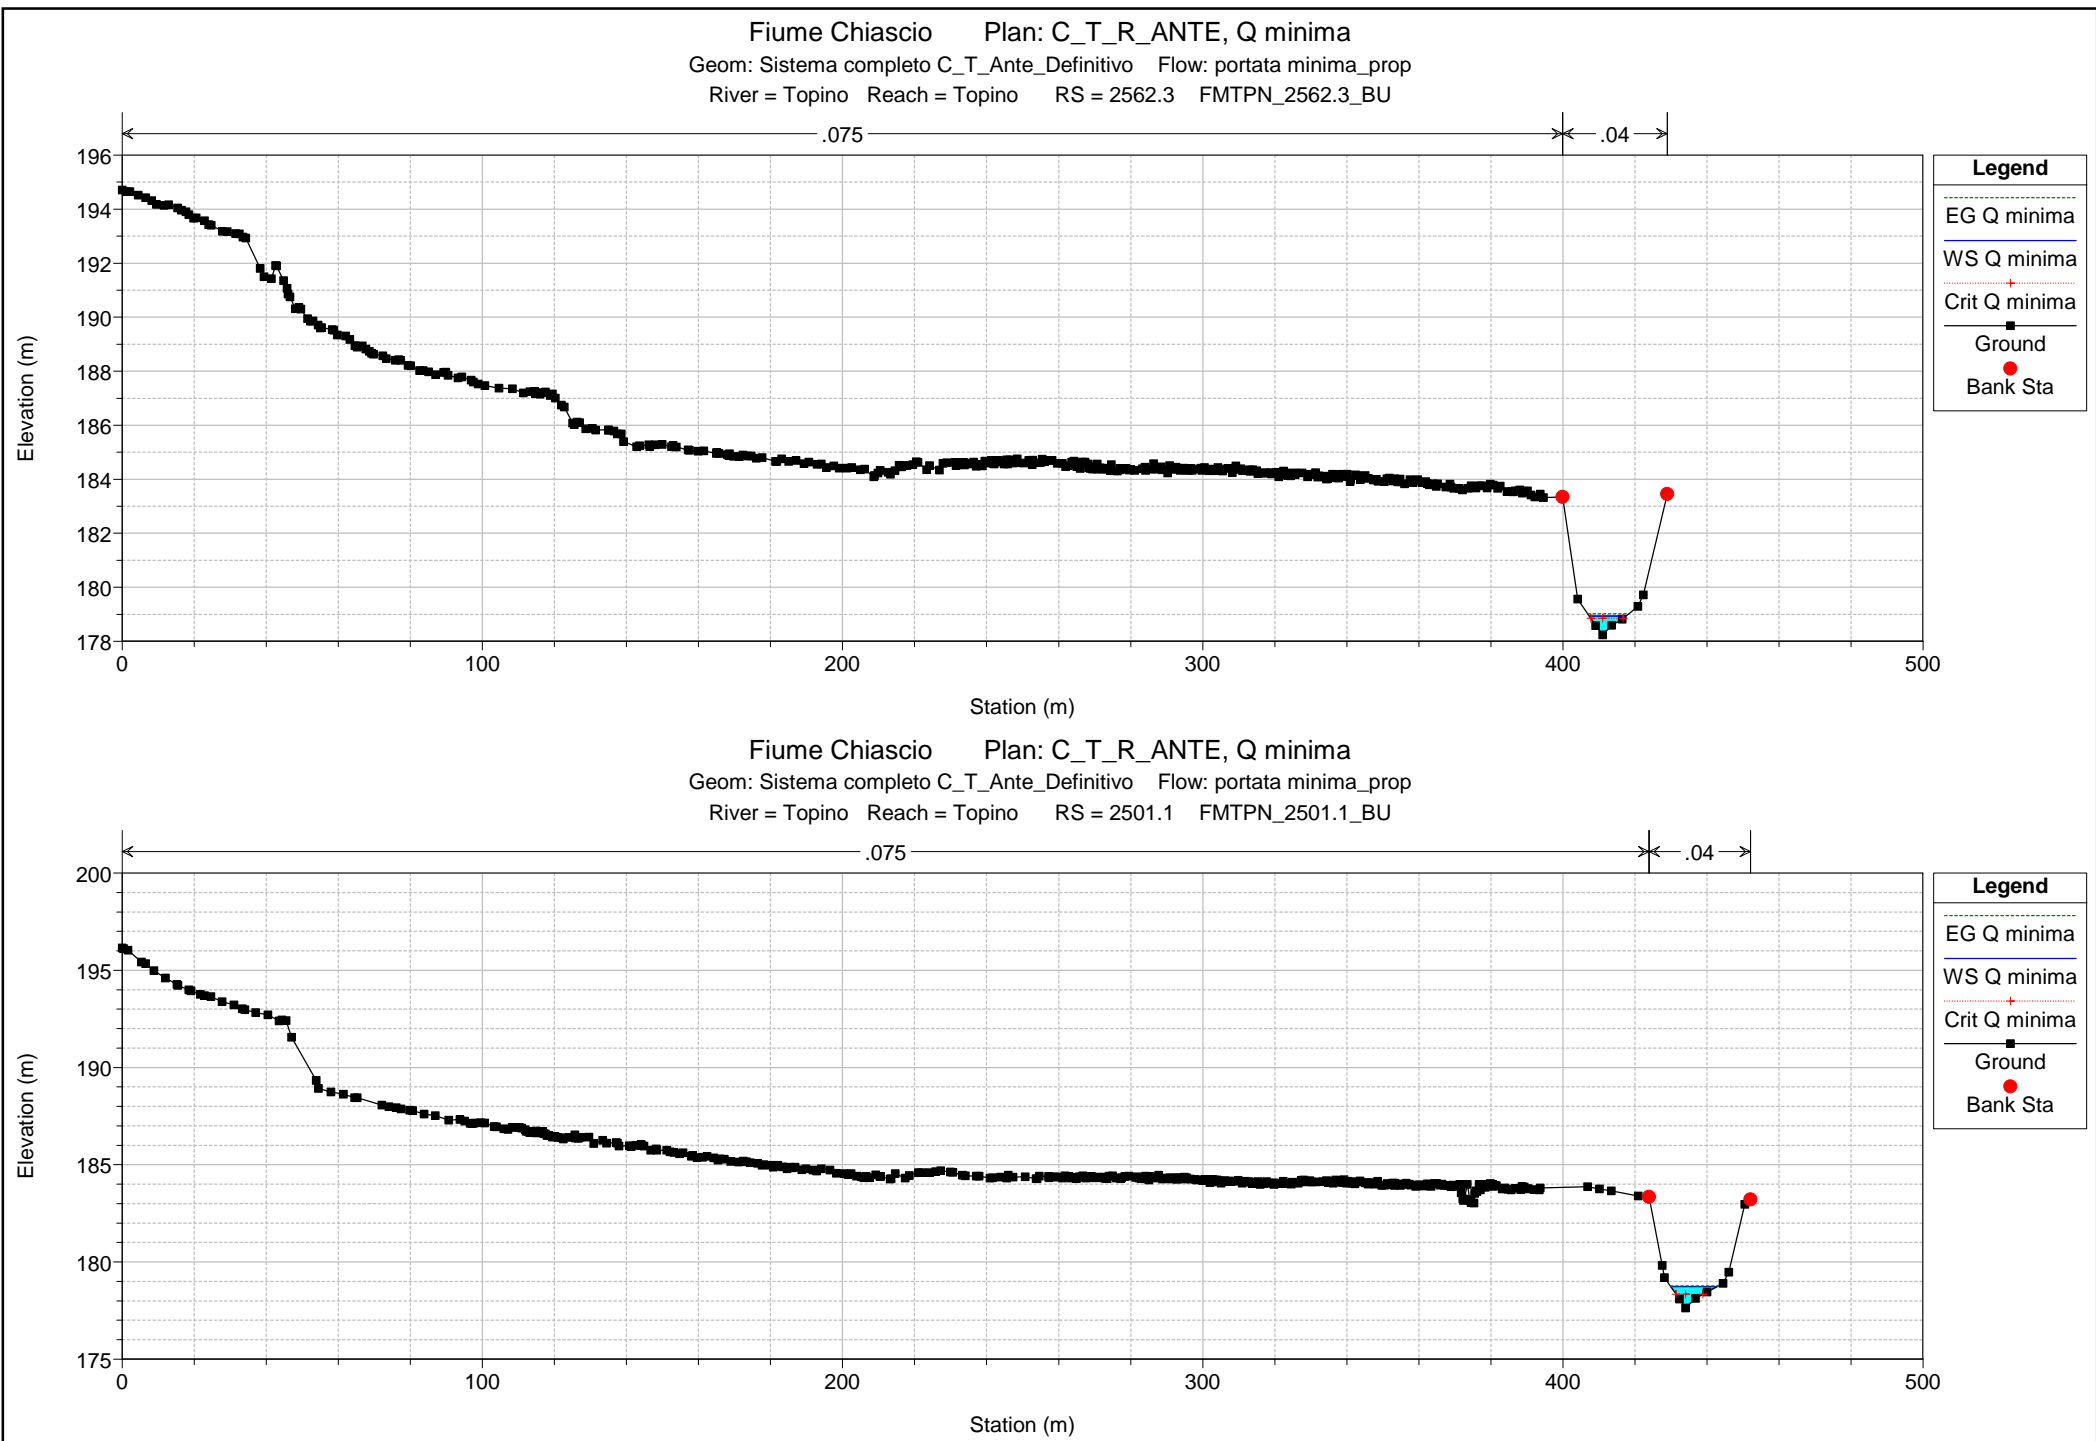 Fiume Chiascio Plan: C_T_R_ANTE, Q minima
Geom: Sistema completo C_T_Ante_Definitivo Flow: portata minima_prop
River = Topino Reach = Topino RS = 2562.3 FMTPN_2562.3_BU
.075 .04
196
194
192
190
188
186
184
182
180
178
Elevation (m)
0 100 200 300 400 500
Station (m)
Legend
EG Q minima
WS Q minima
Crit Q minima
Ground
Bank Sta
Fiume Chiascio Plan: C_T_R_ANTE, Q minima
Geom: Sistema completo C_T_Ante_Definitivo Flow: portata minima_prop
River = Topino Reach = Topino RS = 2501.1 FMTPN_2501.1_BU
.075 .04
200
195
190
185
180
175
Elevation (m)
0 100 200 300 400 500
Station (m)
Legend
EG Q minima
WS Q minima
Crit Q minima
Ground
Bank Sta